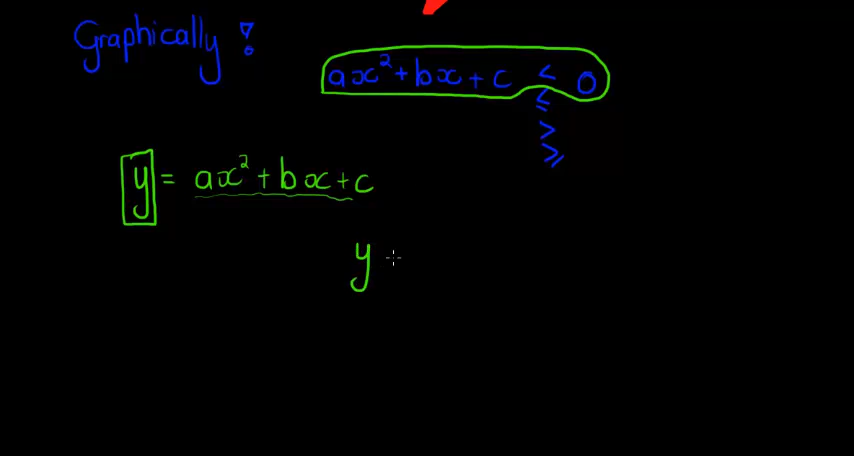 Graphically :
ax² + bx + c < 0
≤
>
≥
y = ax² + bx + c
y